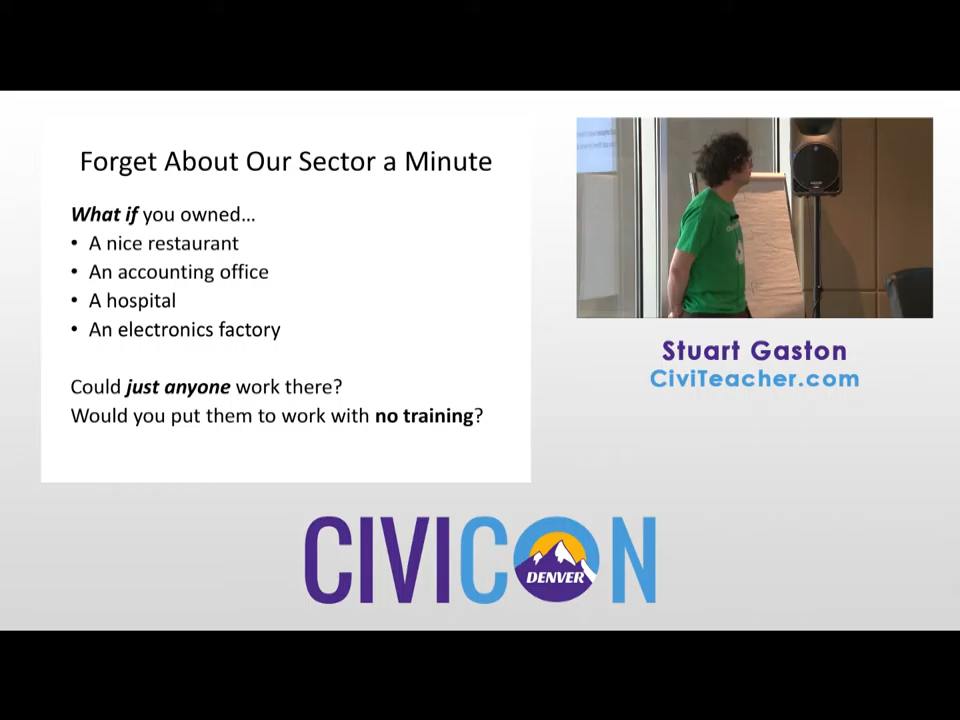 Forget About Our Sector a Minute
What if you owned…
• A nice restaurant
• An accounting office
• A hospital
• An electronics factory
Could just anyone work there?
Would you put them to work with no training?
Stuart Gaston
CiviTeacher.com
CIVICON
DENVER